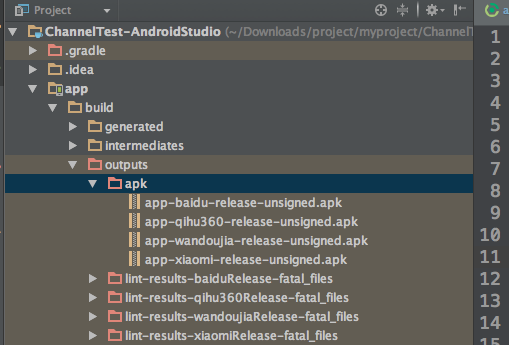 Project
ChannelTest-AndroidStudio (~/Downloads/project/myproject/Channel
.gradle
.idea
app
build
generated
intermediates
outputs
apk
app-baidu-release-unsigned.apk
app-qihu360-release-unsigned.apk
app-wandoujia-release-unsigned.apk
app-xiaomi-release-unsigned.apk
lint-results-baiduRelease-fatal_files
lint-results-qihu360Release-fatal_files
lint-results-wandoujiaRelease-fatal_files
lint-results-xiaomiRelease-fatal_files
a
1
2
3
4
5
6
7
8
9
10
11
12
13
14
15